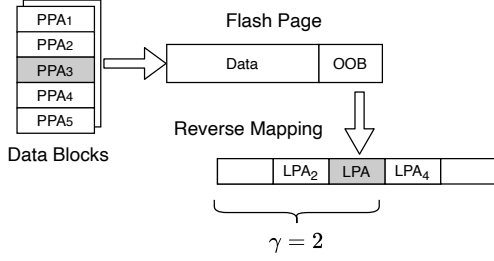 Flash Page
PPA1
PPA2
PPA3
PPA4
PPA5
Data OOB
Reverse Mapping
Data Blocks
LPA2 LPA LPA4
γ = 2